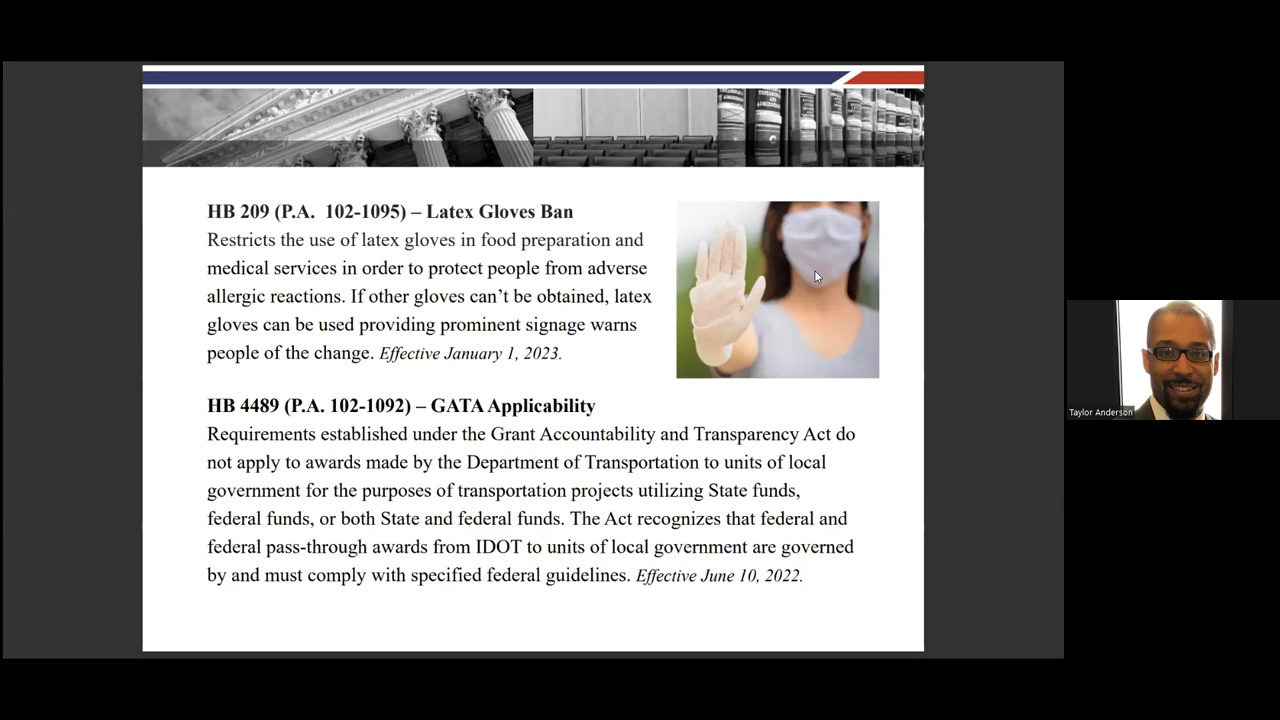 HB 209 (P.A.  102-1095) – Latex Gloves Ban
Restricts the use of latex gloves in food preparation and
medical services in order to protect people from adverse
allergic reactions. If other gloves can’t be obtained, latex
gloves can be used providing prominent signage warns
people of the change. Effective January 1, 2023.
HB 4489 (P.A. 102-1092) – GATA Applicability
Requirements established under the Grant Accountability and Transparency Act do
not apply to awards made by the Department of Transportation to units of local
government for the purposes of transportation projects utilizing State funds,
federal funds, or both State and federal funds. The Act recognizes that federal and
federal pass-through awards from IDOT to units of local government are governed
by and must comply with specified federal guidelines. Effective June 10, 2022.
Taylor Anderson